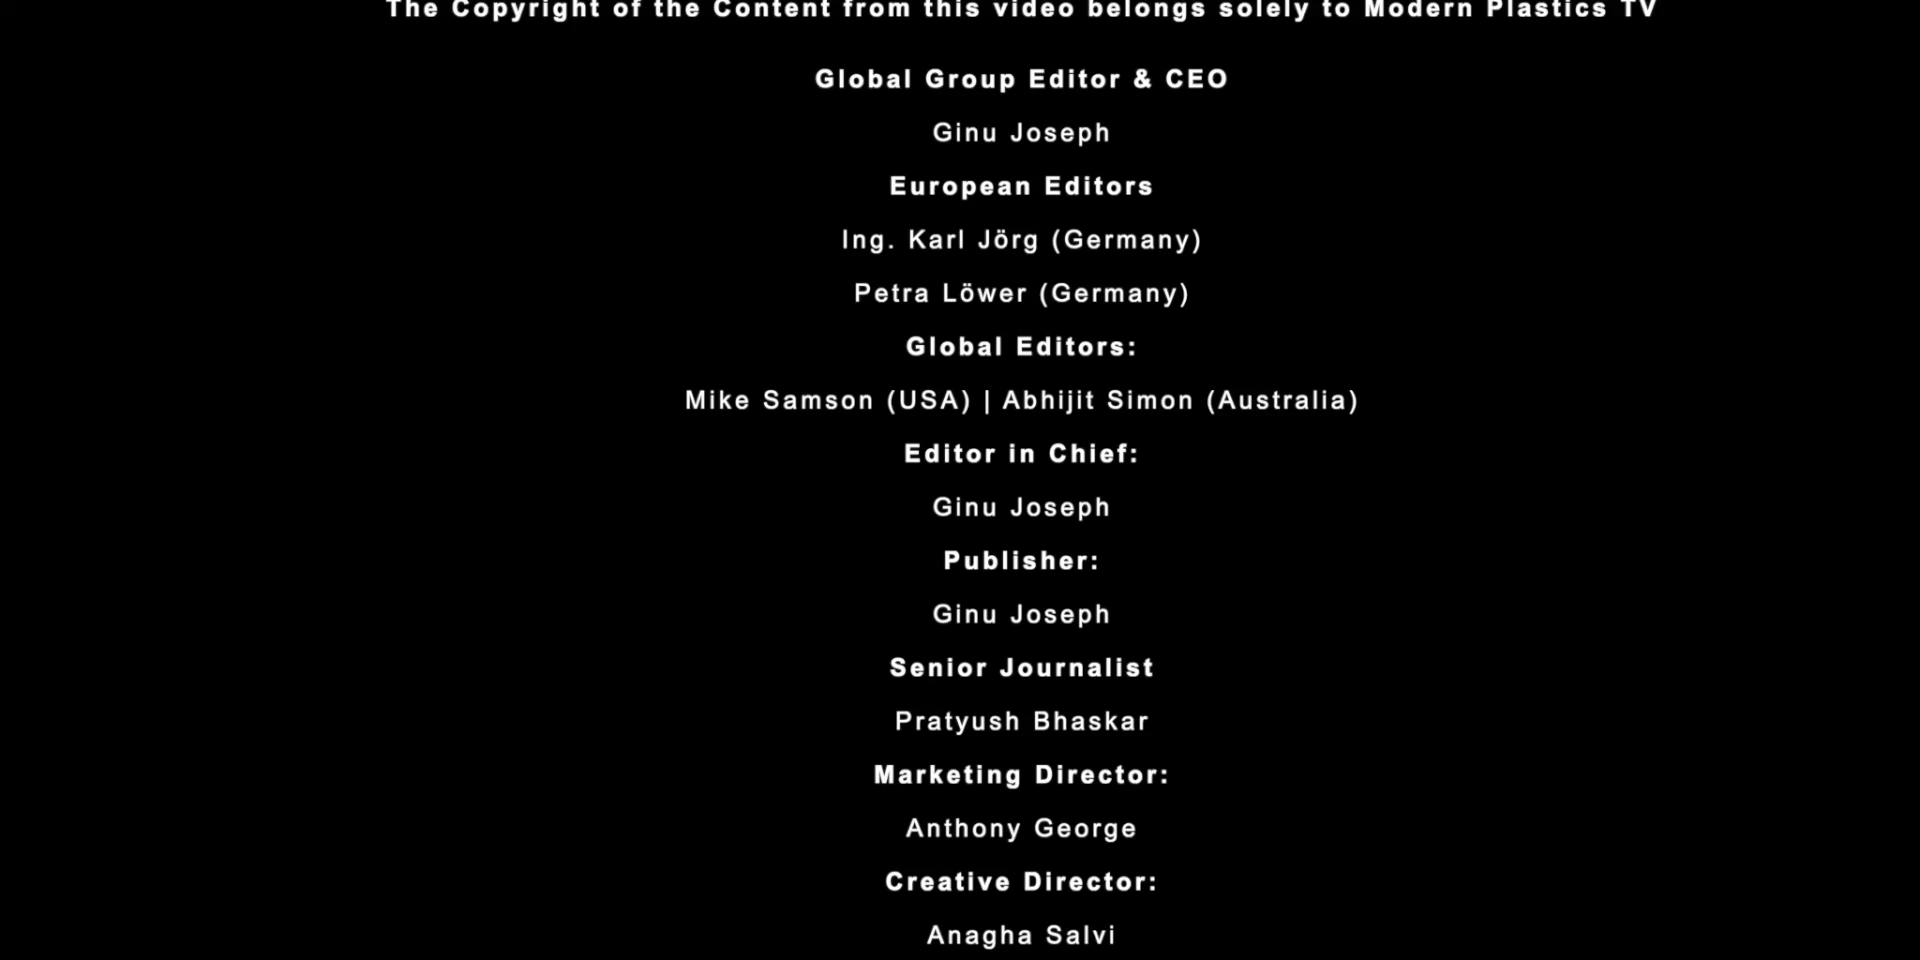 The Copyright of the Content from this video belongs solely to Modern Plastics TV
Global Group Editor & CEO
Ginu Joseph
European Editors
Ing. Karl Jörg (Germany)
Petra Löwer (Germany)
Global Editors:
Mike Samson (USA) | Abhijit Simon (Australia)
Editor in Chief:
Ginu Joseph
Publisher:
Ginu Joseph
Senior Journalist
Pratyush Bhaskar
Marketing Director:
Anthony George
Creative Director:
Anagha Salvi